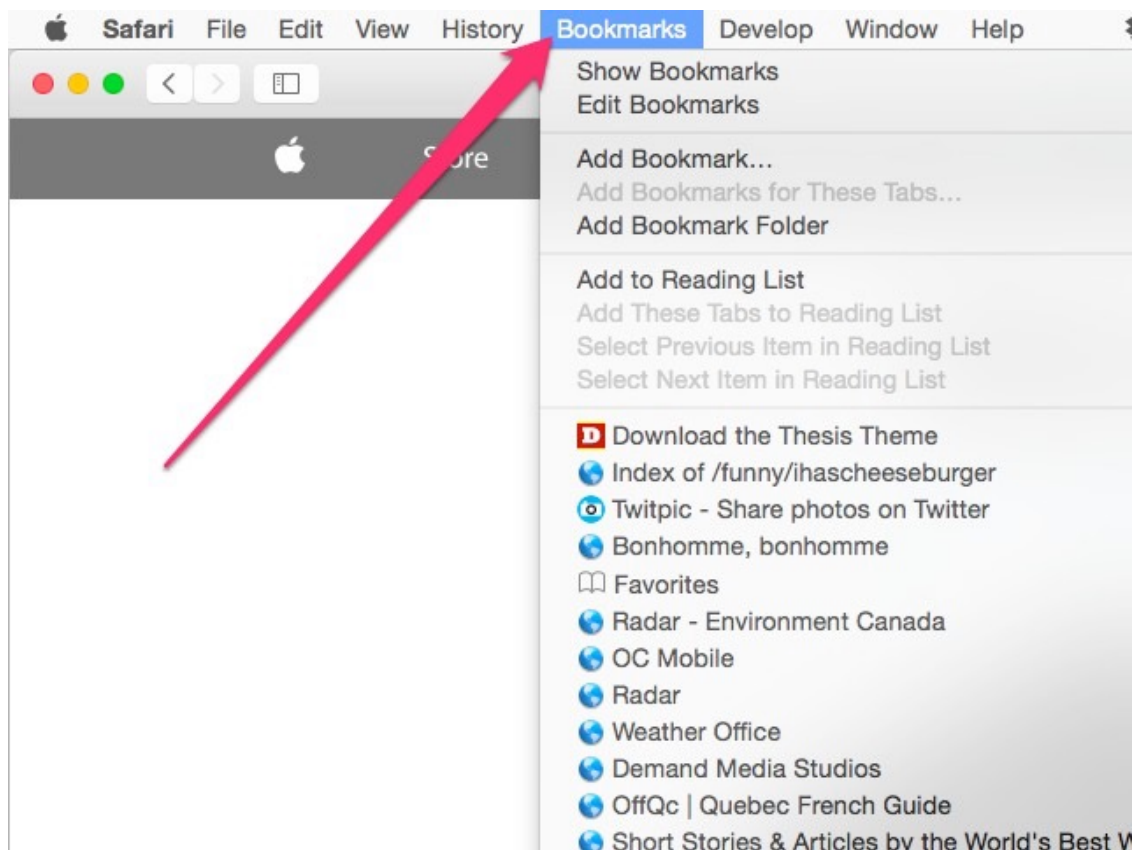 Safari File Edit View History Bookmarks Develop Window Help
Show Bookmarks
Edit Bookmarks
Store
Add Bookmark...
Add Bookmarks for These Tabs...
Add Bookmark Folder
Add to Reading List
Add These Tabs to Reading List
Select Previous Item in Reading List
Select Next Item in Reading List
D Download the Thesis Theme
Index of /funny/ihascheeseburger
Twitpic - Share photos on Twitter
Bonhomme, bonhomme
Favorites
Radar - Environment Canada
OC Mobile
Radar
Weather Office
Demand Media Studios
OffQc | Quebec French Guide
Short Stories & Articles by the World's Best W